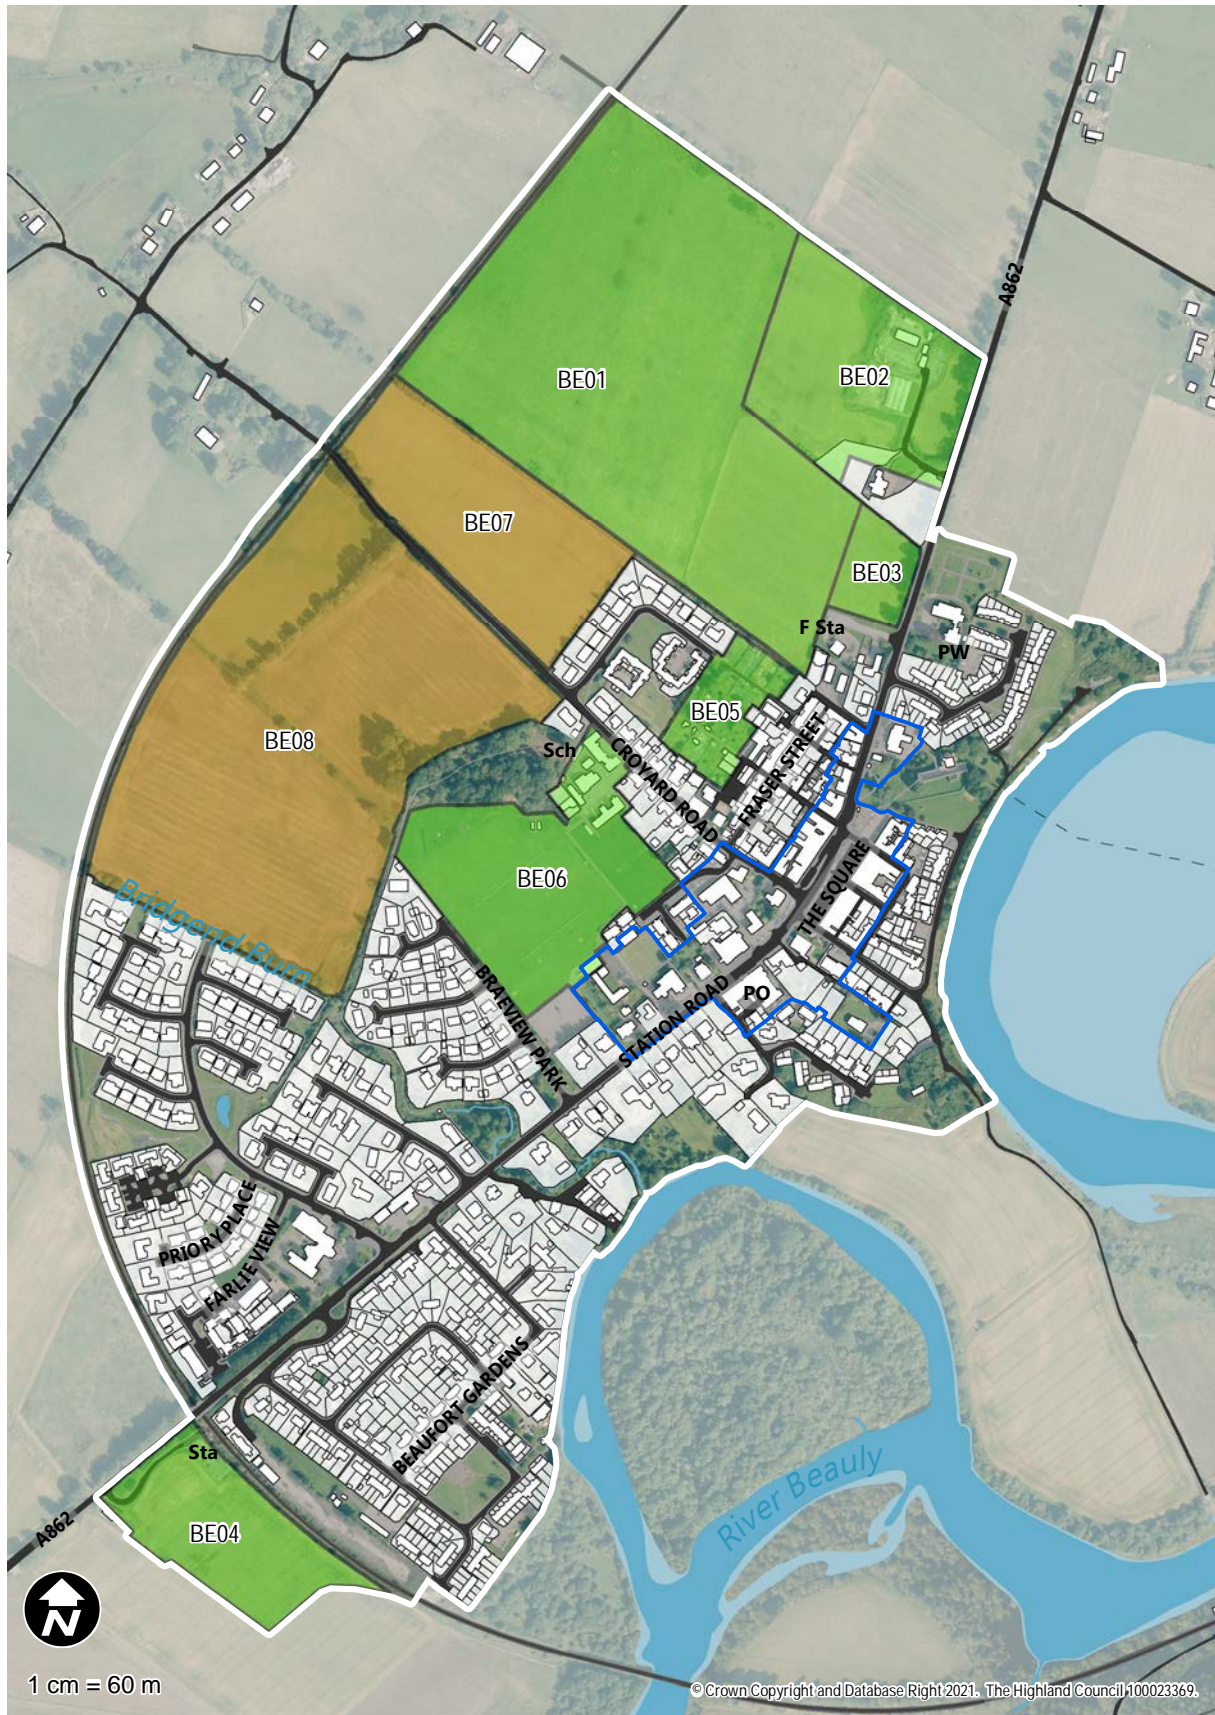 A862
BE01
BE02
BE07
BE03
F Sta
PW
BE05
BE08
Sch
CROYARD ROAD
FRASER STREET
BE06
THE SQUARE
Bridgend Burn
PO
BRAEVIEW PARK
STATION ROAD
PRIORY PLACE
FARLIE VIEW
BEAUFORT GARDENS
Sta
River Beauly
A862
BE04
N
1 cm = 60 m
© Crown Copyright and Database Right 2021. The Highland Council 100023369.